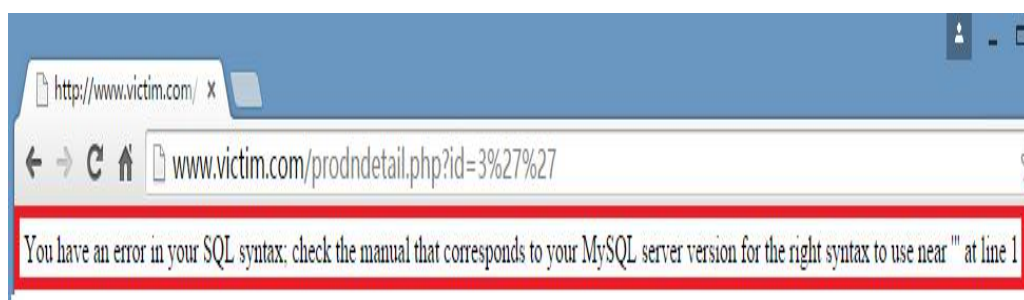 http://www.victim.com/
www.victim.com/prodndetail.php?id=3%27%27
You have an error in your SQL syntax; check the manual that corresponds to your MySQL server version for the right syntax to use near ''' at line 1